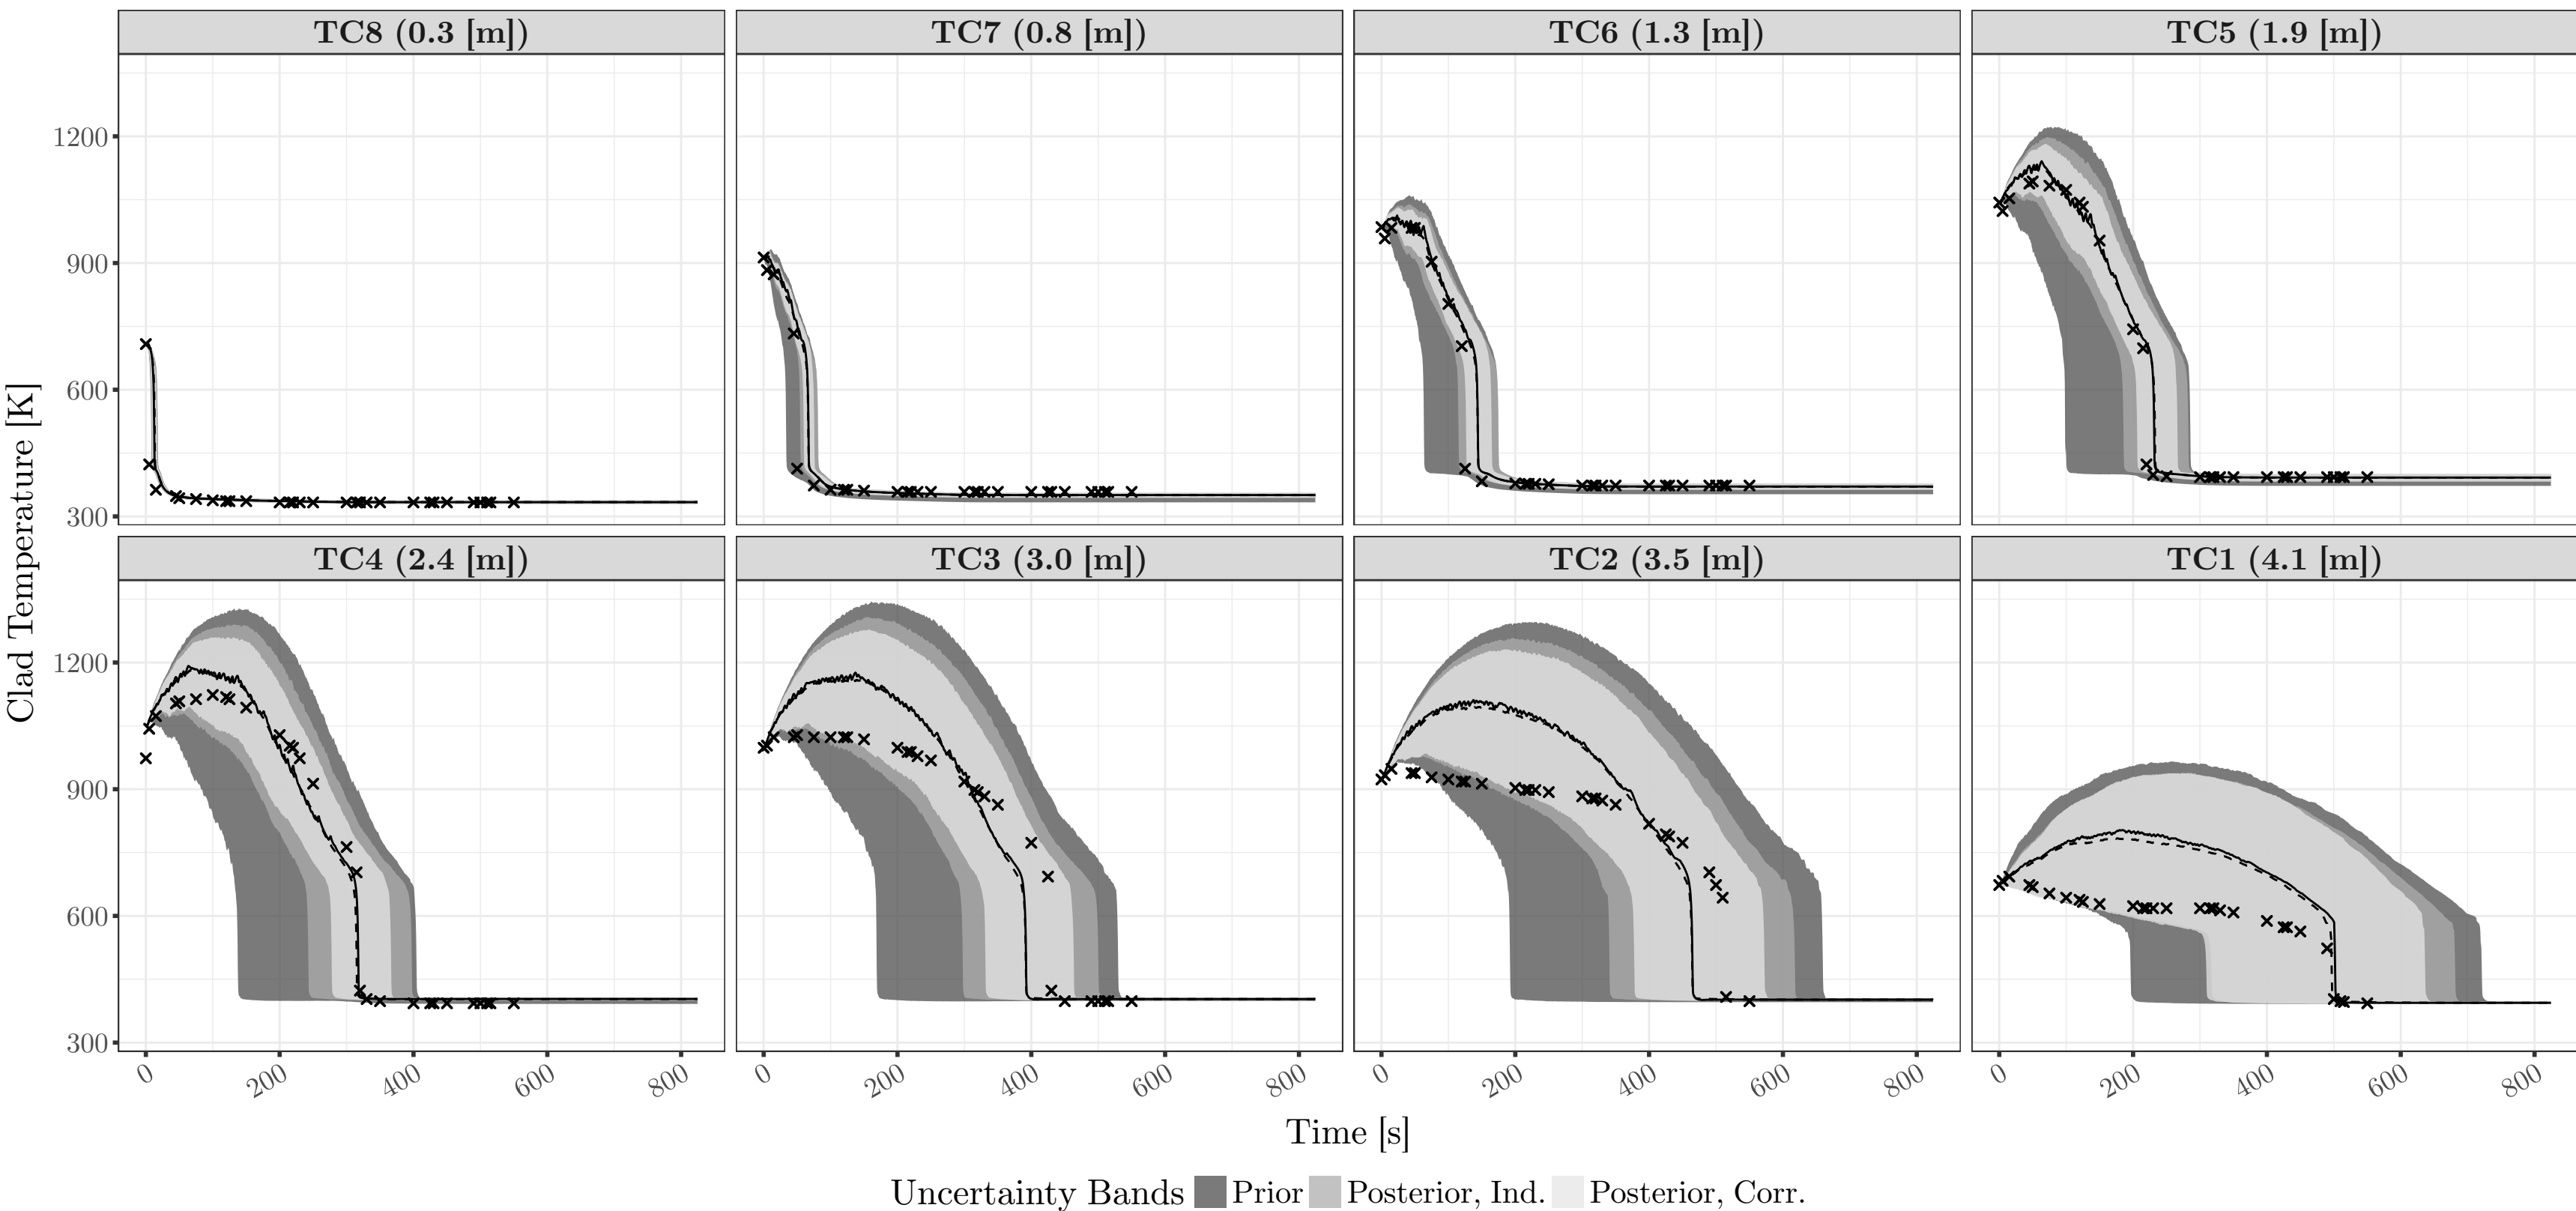 TC8 (0.3 [m])
TC7 (0.8 [m])
TC6 (1.3 [m])
TC5 (1.9 [m])
1200
900
600
300
TC4 (2.4 [m])
TC3 (3.0 [m])
TC2 (3.5 [m])
TC1 (4.1 [m])
1200
900
600
300
Clad Temperature [K]
0 200 400 600 800
0 200 400 600 800
0 200 400 600 800
0 200 400 600 800
Time [s]
Uncertainty Bands Prior Posterior, Ind. Posterior, Corr.